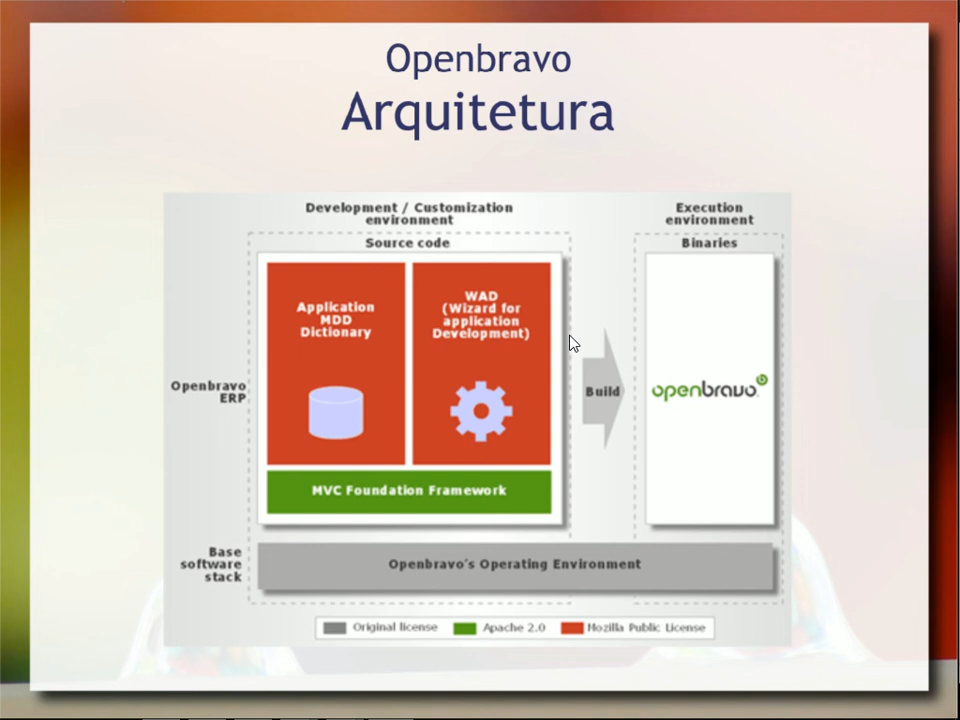 Openbravo
Arquitetura
Development / Customization
environment
Execution
environment
Source code
Binaries
Application
MDD
Dictionary
WAD
(Wizard for
application
Development)
Openbravo
ERP
Build
openbravo
MVC Foundation Framework
Base
software
stack
Openbravo's Operating Environment
Original license
Apache 2.0
Mozilla Public License